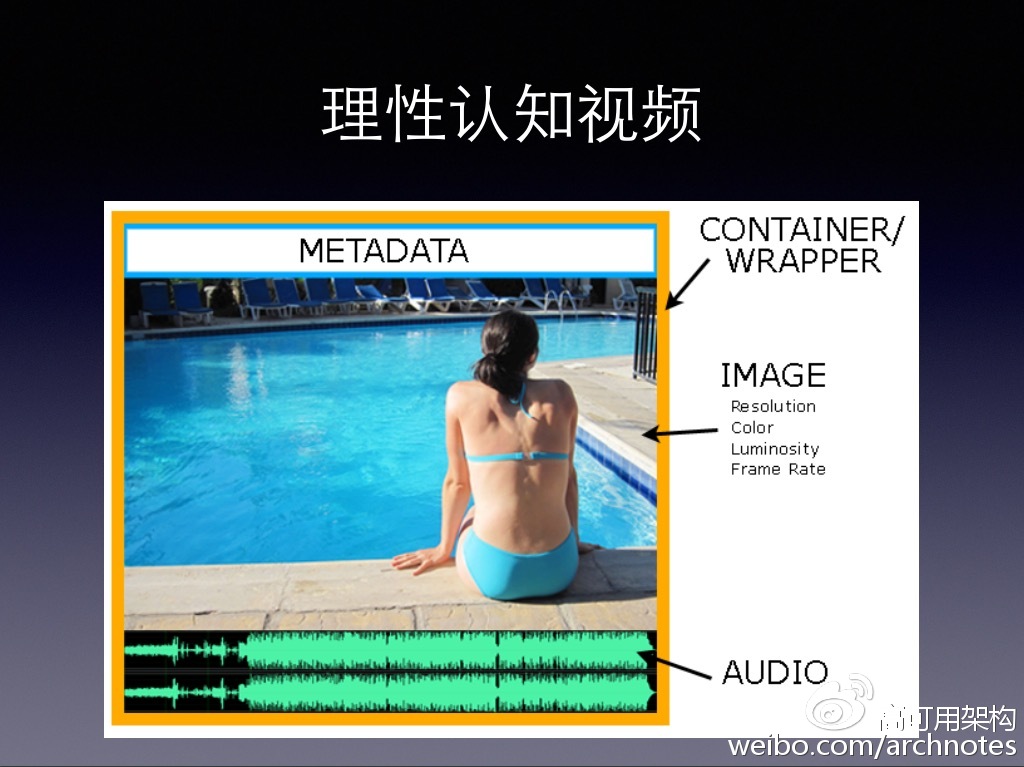 理性认知视频
METADATA
CONTAINER/
WRAPPER
IMAGE
Resolution
Color
Luminosity
Frame Rate
AUDIO
高可用架构
weibo.com/archnotes